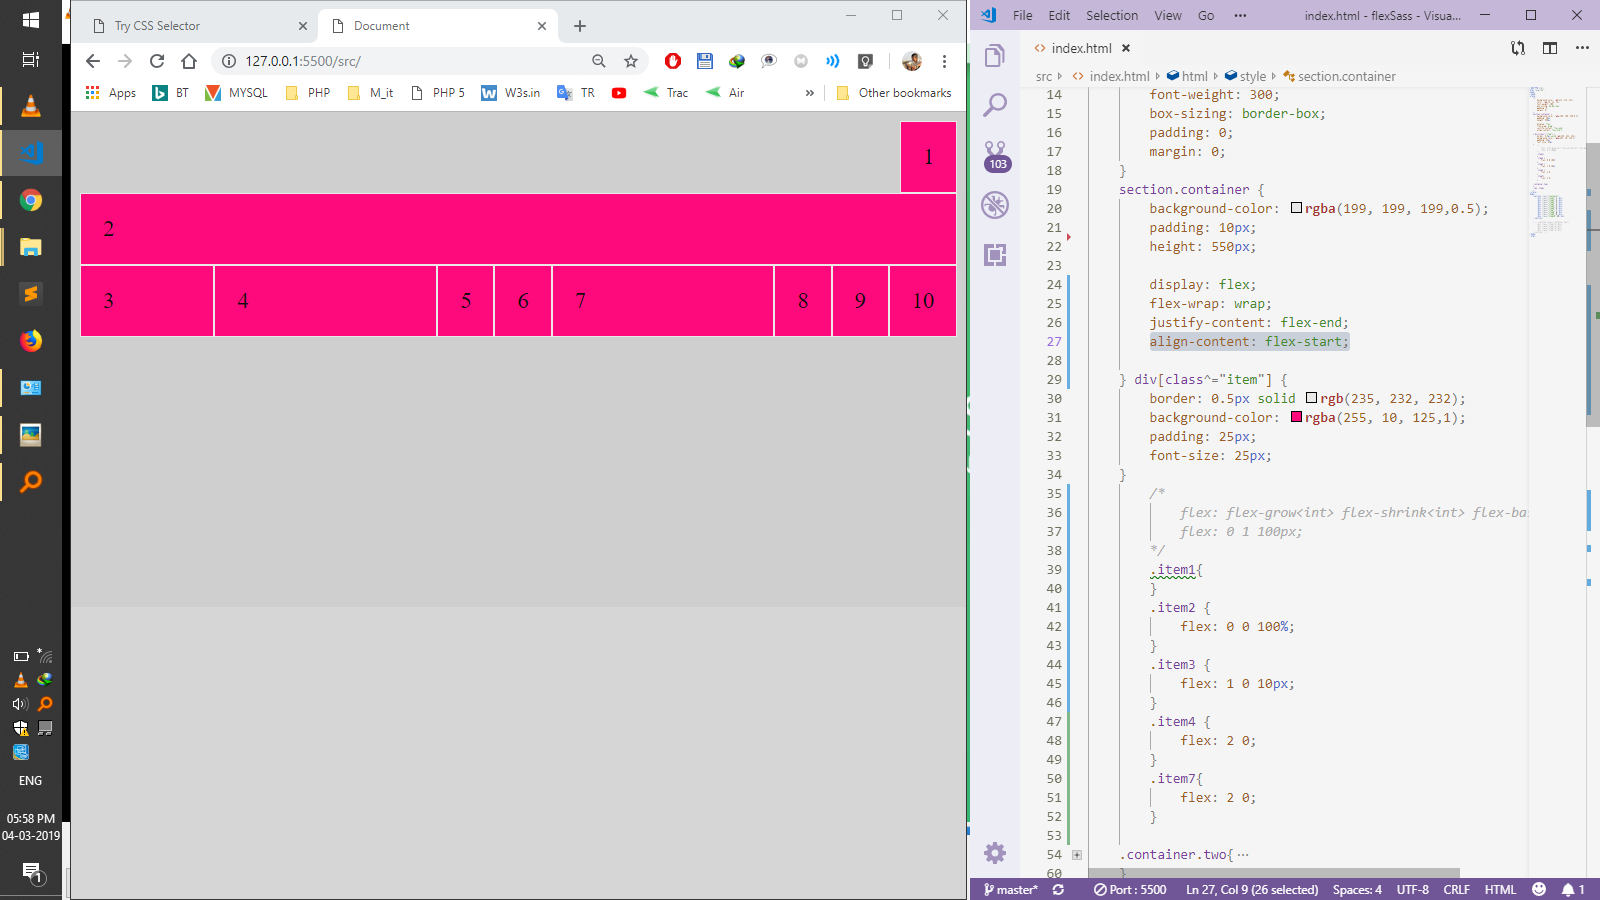 Try CSS Selector
Document
127.0.0.1:5500/src/
Apps
BT
MYSQL
PHP
M_it
PHP 5
W3s.in
TR
Trac
Air
»
Other bookmarks
1
2
3 4 5 6 7 8 9 10
ENG
05:58 PM
04-03-2019
1
File Edit Selection View Go ••• index.html - flexSass - Visua...
index.html
src index.html html style section.container
103
14 font-weight: 300;
15 box-sizing: border-box;
16 padding: 0;
17 margin: 0;
18 }
19 section.container {
20 background-color: rgba(199, 199, 199,0.5);
21 padding: 10px;
22 height: 550px;
23
24 display: flex;
25 flex-wrap: wrap;
26 justify-content: flex-end;
27 align-content: flex-start;
28
29 } div[class^="item"] {
30 border: 0.5px solid rgb(235, 232, 232);
31 background-color: rgba(255, 10, 125,1);
32 padding: 25px;
33 font-size: 25px;
34 }
35 /*
36 flex: flex-grow<int> flex-shrink<int> flex-ba
37 flex: 0 1 100px;
38 */
39 .item1{
40 }
41 .item2 {
42 flex: 0 0 100%;
43 }
44 .item3 {
45 flex: 1 0 10px;
46 }
47 .item4 {
48 flex: 2 0;
49 }
50 .item7{
51 flex: 2 0;
52 }
53
54 .container.two{ ⋯
60 }
master* Port : 5500 Ln 27, Col 9 (26 selected) Spaces: 4 UTF-8 CRLF HTML 1